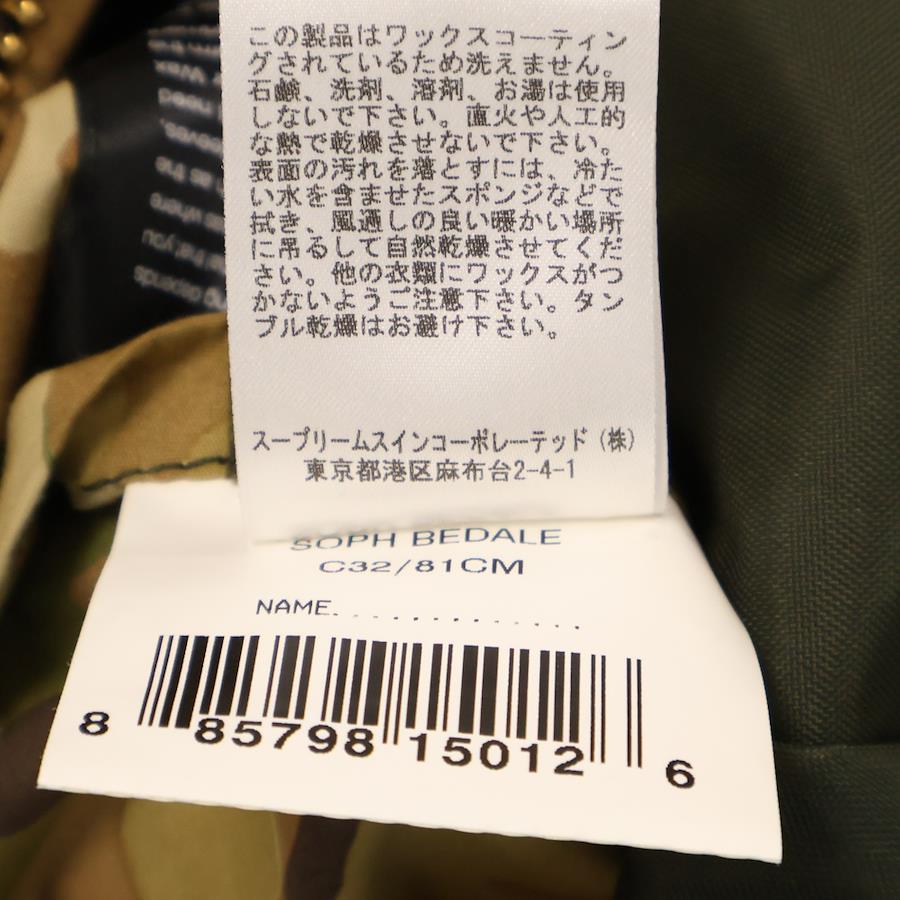 この製品はワックスコーティン
グされているため洗えません。
石鹸、洗剤、溶剤、お湯は使用
しないで下さい。直火や人工的
な熱で乾燥させないで下さい。
表面の汚れを落とすには、冷た
い水を含ませたスポンジなどで
拭き、風通しの良い暖かい場所
に吊るして自然乾燥させてくだ
さい。他の衣類にワックスがつ
かないようご注意下さい。タン
ブル乾燥はお避け下さい。
スープリームスインコーポレーテッド(株)
東京都港区麻布台2-4-1
SOPH BEDALE
C32/81CM
NAME.............
8 85798 15012 6
Wax
need
as the
where
you
depends